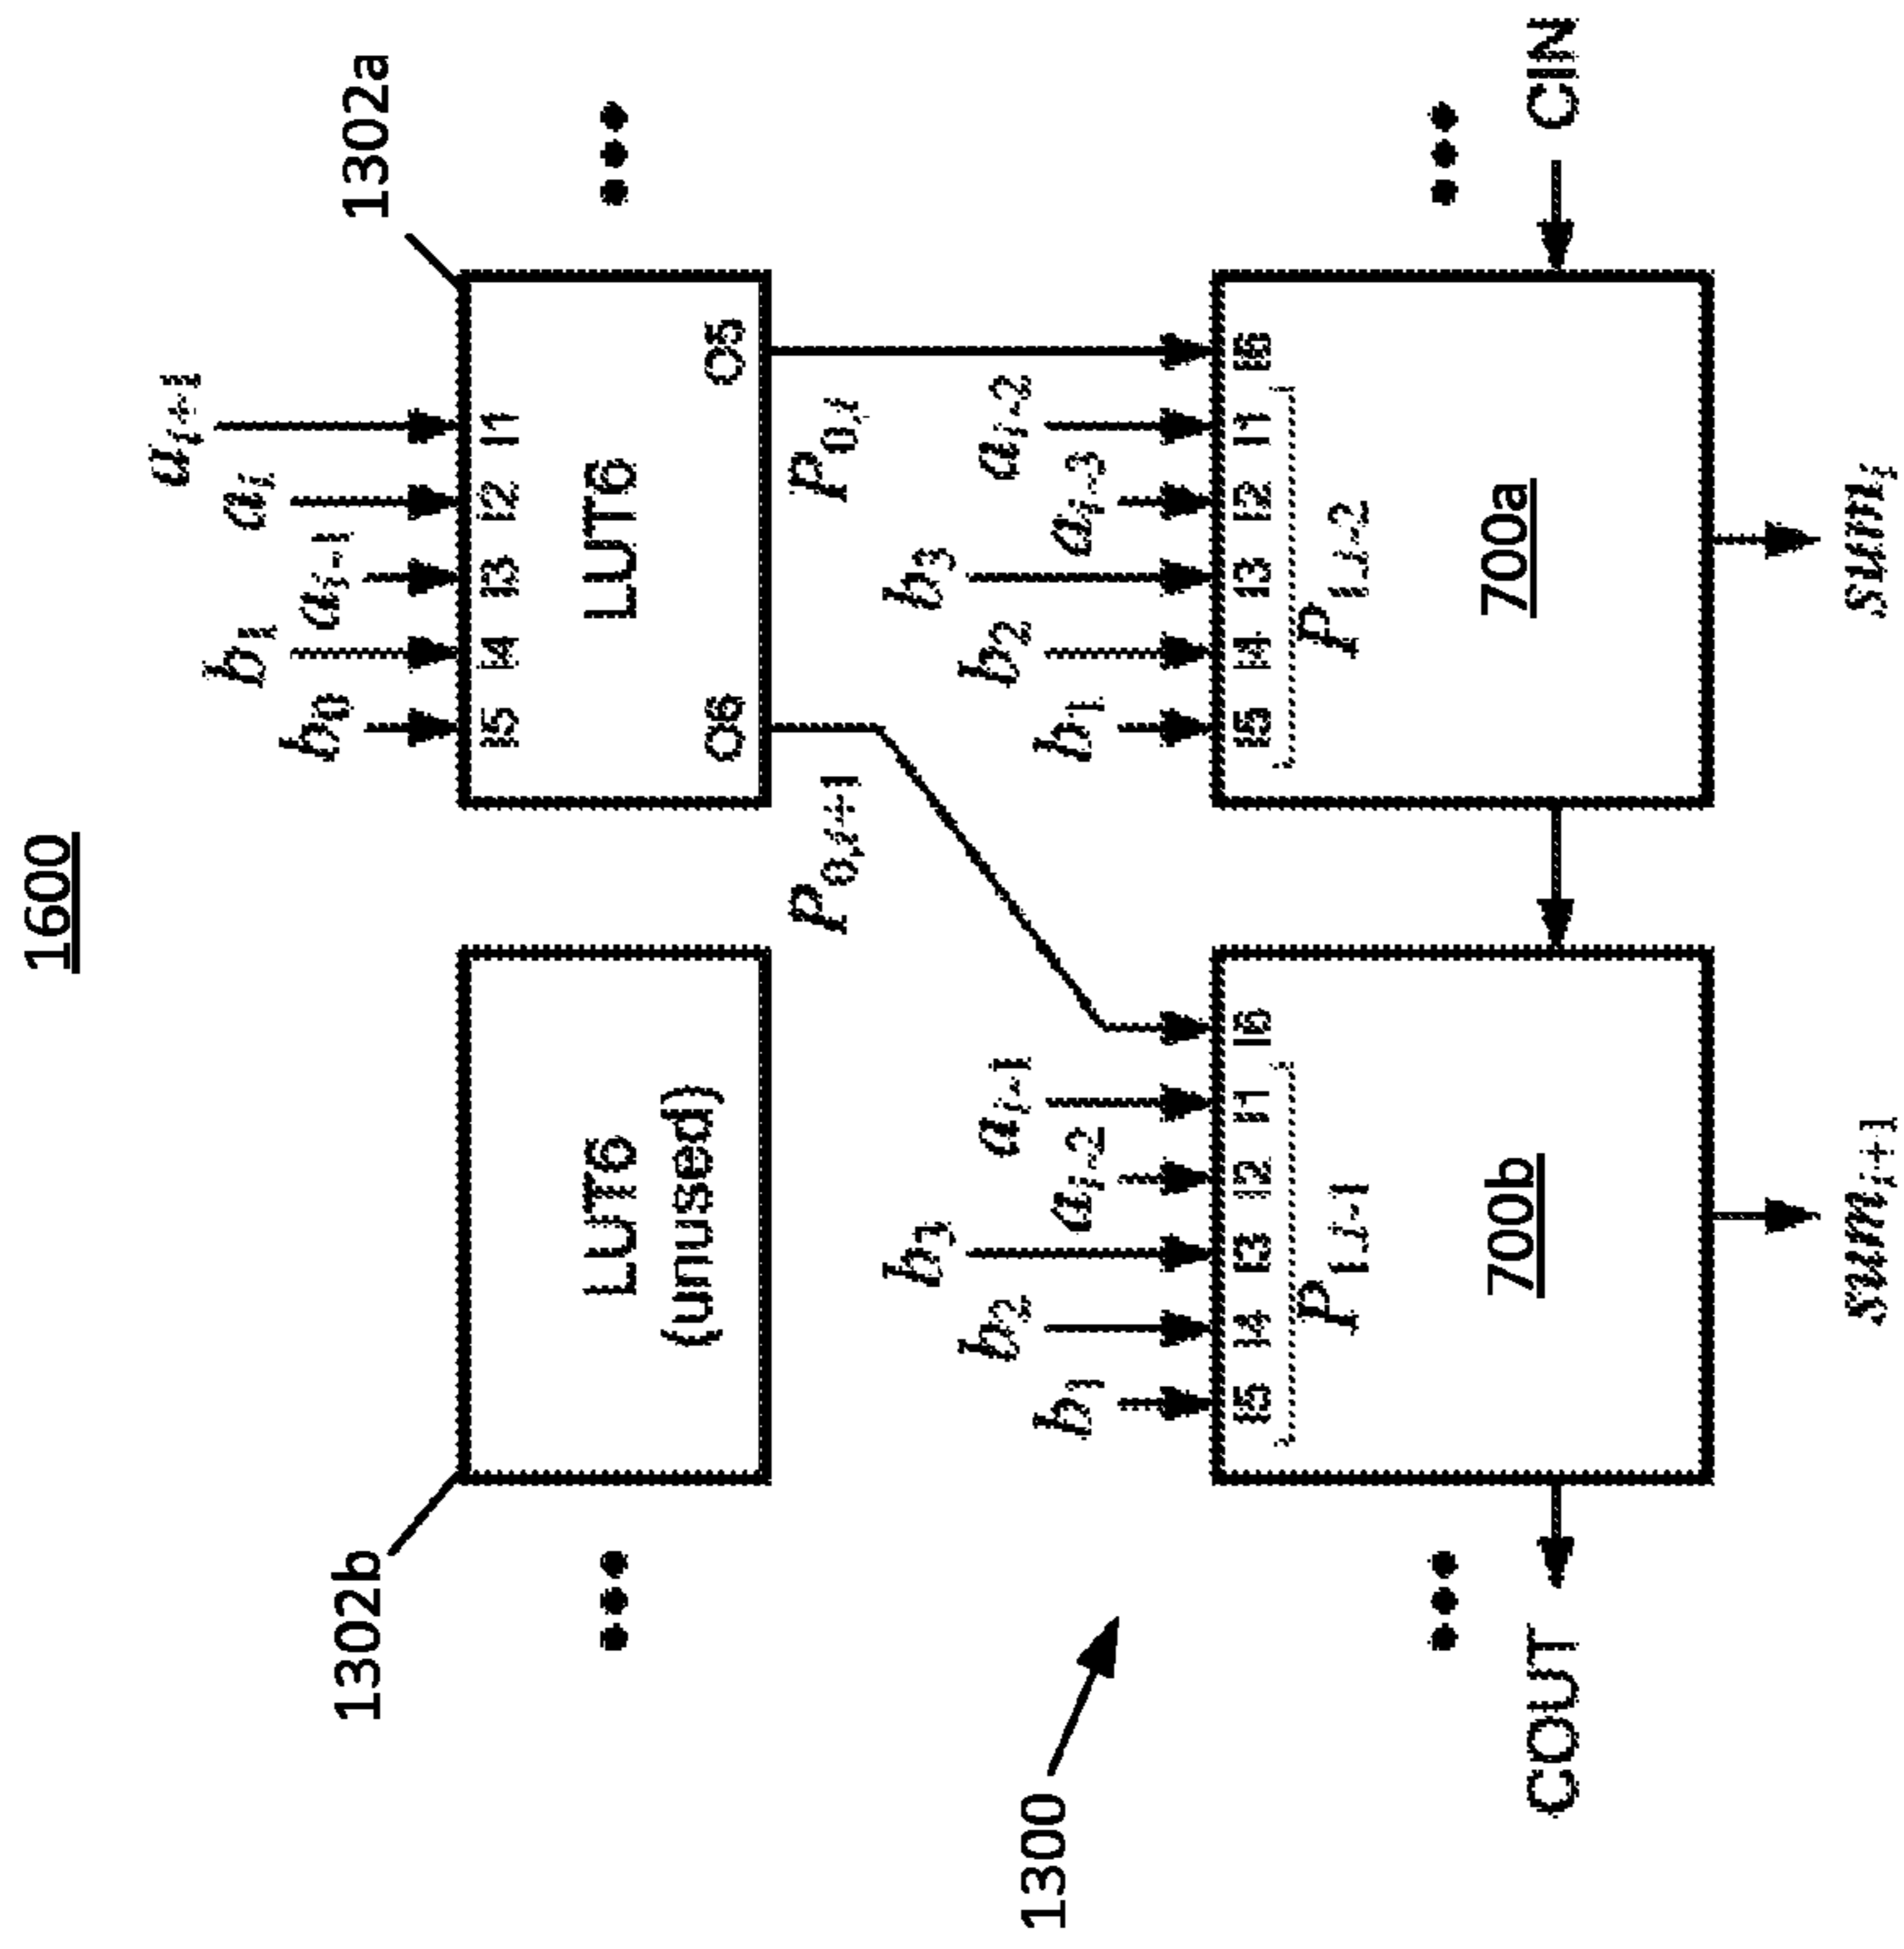 1600
a_{i+1}
b_1 a_i
b_0 a_{i-1}
1302b
1302a
I5 I4 I3 I2 I1
LUT6
(unused)
LUT6
O6 O5
P_{0,i+1}
P_{0,i}
b_3
b_3
b_2 a_{i-1}
b_2 a_{i-2}
1300
b_1 a_{i-2}
b_1 a_{i-3}
I5 I4 I3 I2 I1 I6
I5 I4 I3 I2 I1 I6
P_{1,i-1}
P_{1,i-2}
700b
700a
COUT
CIN
sum_{i+1}
sum_i